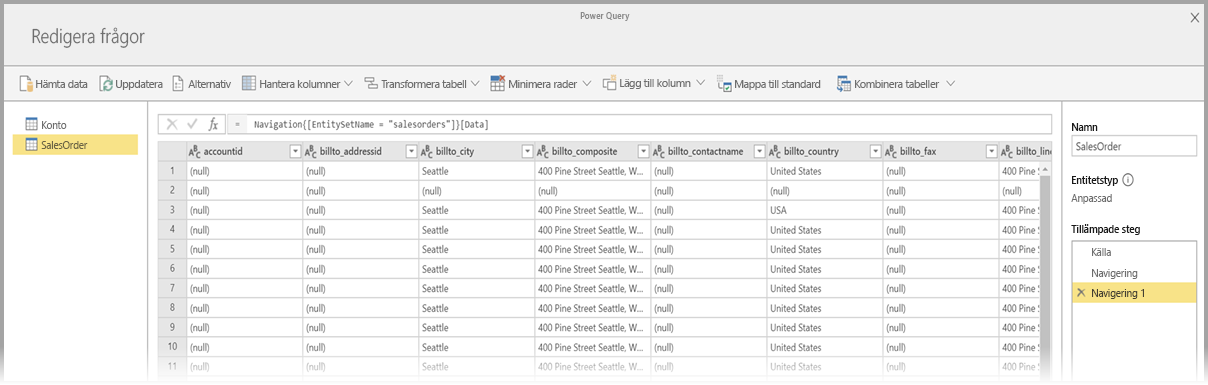 Power Query
Redigera frågor
Hämta data Uppdatera Alternativ Hantera kolumner Transformera tabell Minimera rader Lägg till kolumn Mappa till standard Kombinera tabeller
Konto
SalesOrder
fx = Navigation{[EntitySetName = "salesorders"]}[Data]
ABC accountid ABC billto_addressid ABC billto_city ABC billto_composite ABC billto_contactname ABC billto_country ABC billto_fax ABC billto_line
1 (null) (null) Seattle 400 Pine Street Seattle, W... (null) United States (null) 400 Pine S
2 (null) (null) (null) (null) (null) (null) (null) (null)
3 (null) (null) Seattle 400 Pine Street Seattle, W... (null) USA (null) 400 Pine S
4 (null) (null) Seattle 400 Pine Street Seattle, W... (null) United States (null) 400 Pine S
5 (null) (null) Seattle 400 Pine Street Seattle, W... (null) United States (null) 400 Pine S
6 (null) (null) Seattle 400 Pine Street Seattle, W... (null) United States (null) 400 Pine S
7 (null) (null) Seattle 400 Pine Street Seattle, W... (null) United States (null) 400 Pine S
8 (null) (null) Seattle 400 Pine Street Seattle, W... (null) United States (null) 400 Pine S
9 (null) (null) Seattle 400 Pine Street Seattle, W... (null) United States (null) 400 Pine S
10 (null) (null) Seattle 400 Pine Street Seattle, W... (null) United States (null) 400 Pine S
11 (null) (null) Seattle 400 Pine Street Seattle, W... (null) United States (null) 400 Pine S
Namn
SalesOrder
Entitetstyp
Anpassad
Tillämpade steg
Källa
Navigering
Navigering 1